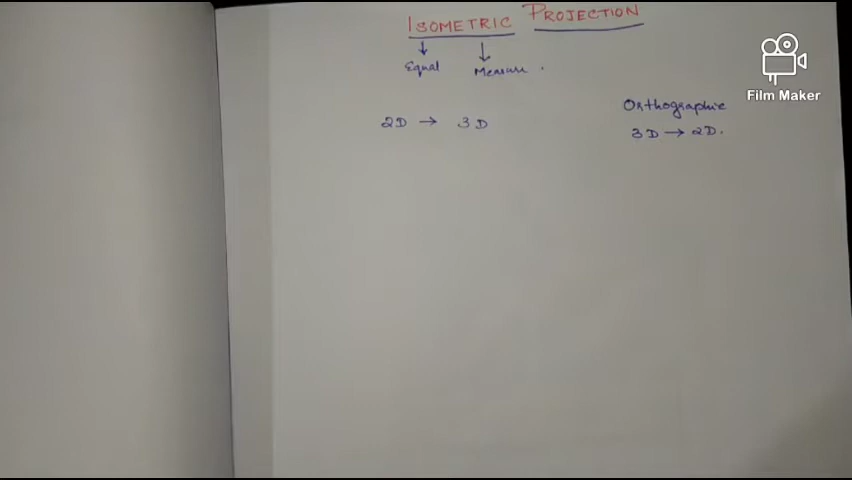 ISOMETRIC PROJECTION
↓ ↓
Equal Measure .
Film Maker
Orthographic
2D → 3D
3D → 2D.